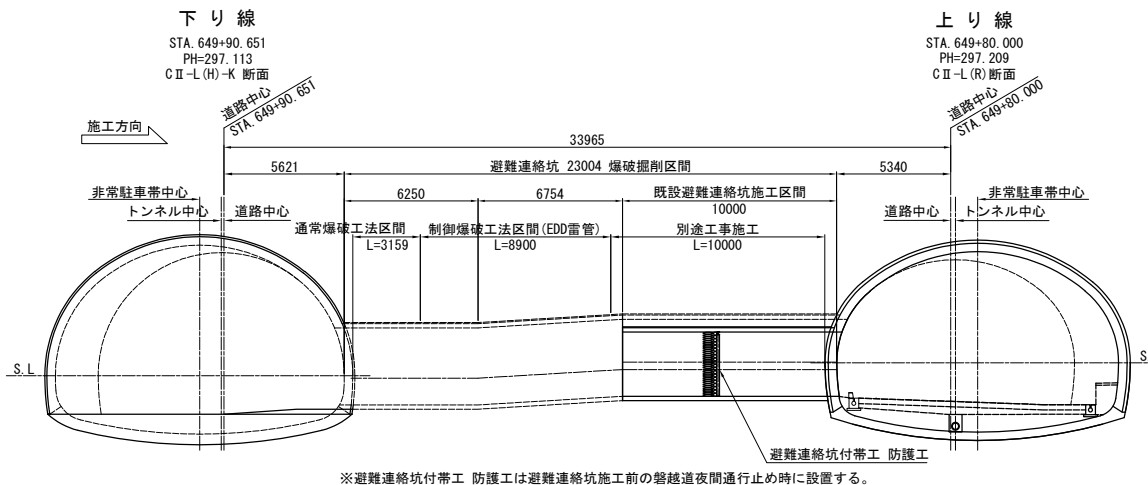 下り線
STA. 649+90.651
PH=297.113
CⅡ-L(H)-K 断面
上り線
STA. 649+80.000
PH=297.209
CⅡ-L(R)断面
道路中心
STA. 649+90.651
道路中心
STA. 649+80.000
施工方向
33965
5621
避難連絡坑 23004 爆破掘削区間
5340
非常駐車帯中心
6250
6754
既設避難連絡坑施工区間
10000
非常駐車帯中心
トンネル中心
道路中心
道路中心
トンネル中心
通常爆破工法区間
L=3159
制御爆破工法区間(EDD雷管)
L=8900
別途工事施工
L=10000
S.L
S
避難連絡坑付帯工 防護工
※避難連絡坑付帯工 防護工は避難連絡坑施工前の磐越道夜間通行止め時に設置する。